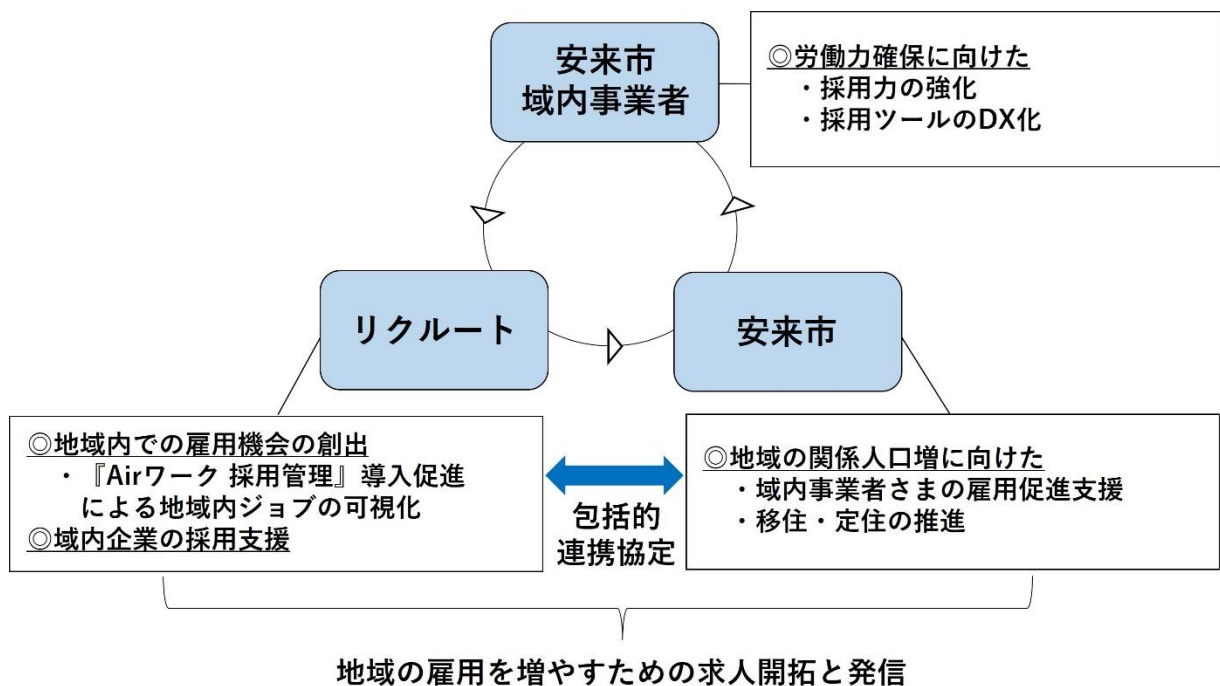 安来市
域内事業者
◎労働力確保に向けた
・採用力の強化
・採用ツールのDX化
リクルート
安来市
◎地域内での雇用機会の創出
・『Airワーク 採用管理』導入促進
による地域内ジョブの可視化
◎域内企業の採用支援
包括的
連携協定
◎地域の関係人口増に向けた
・域内事業者さまの雇用促進支援
・移住・定住の推進
地域の雇用を増やすための求人開拓と発信